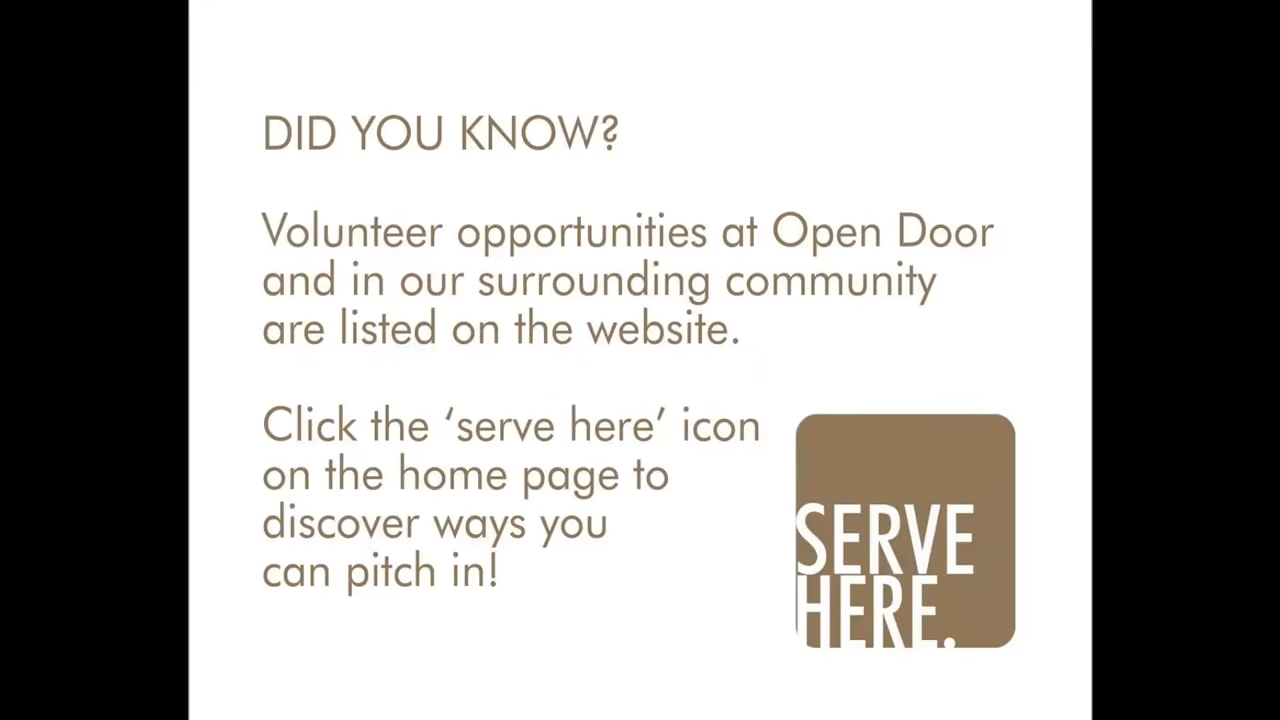 DID YOU KNOW?
Volunteer opportunities at Open Door
and in our surrounding community
are listed on the website.
Click the ‘serve here’ icon
on the home page to
discover ways you
can pitch in!
SERVE
HERE.